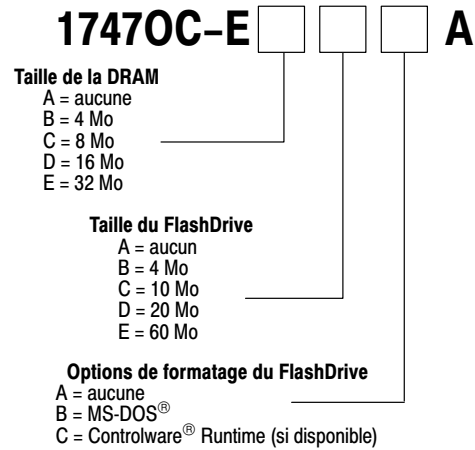 1747OC–E A
Taille de la DRAM
A = aucune
B = 4 Mo
C = 8 Mo
D = 16 Mo
E = 32 Mo
Taille du FlashDrive
A = aucun
B = 4 Mo
C = 10 Mo
D = 20 Mo
E = 60 Mo
Options de formatage du FlashDrive
A = aucune
B = MS-DOS®
C = Controlware® Runtime (si disponible)